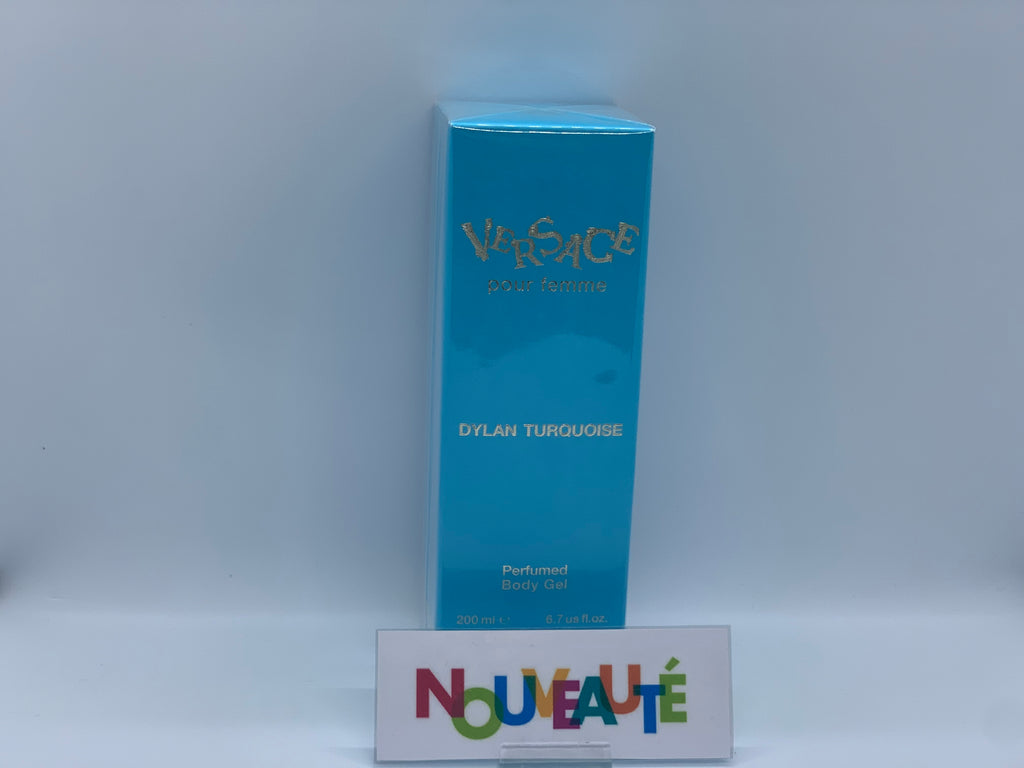 VERSACE
pour femme
DYLAN TURQUOISE
Perfumed
Body Gel
200 ml e 6.7 us fl.oz.
NOUVEAUTÉ